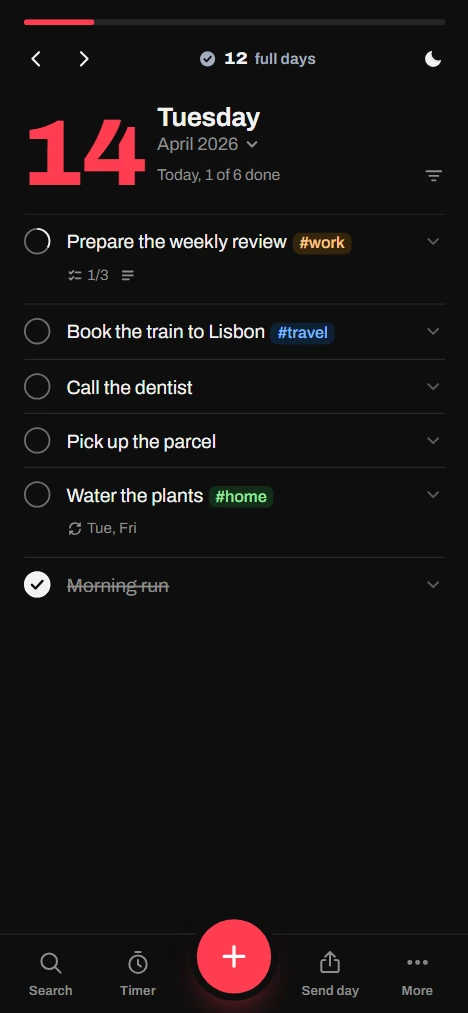 12 full days
14
Tuesday
April 2026
Today, 1 of 6 done
Prepare the weekly review #work
1/3
Book the train to Lisbon #travel
Call the dentist
Pick up the parcel
Water the plants #home
Tue, Fri
Morning run
Search
Timer
Send day
More